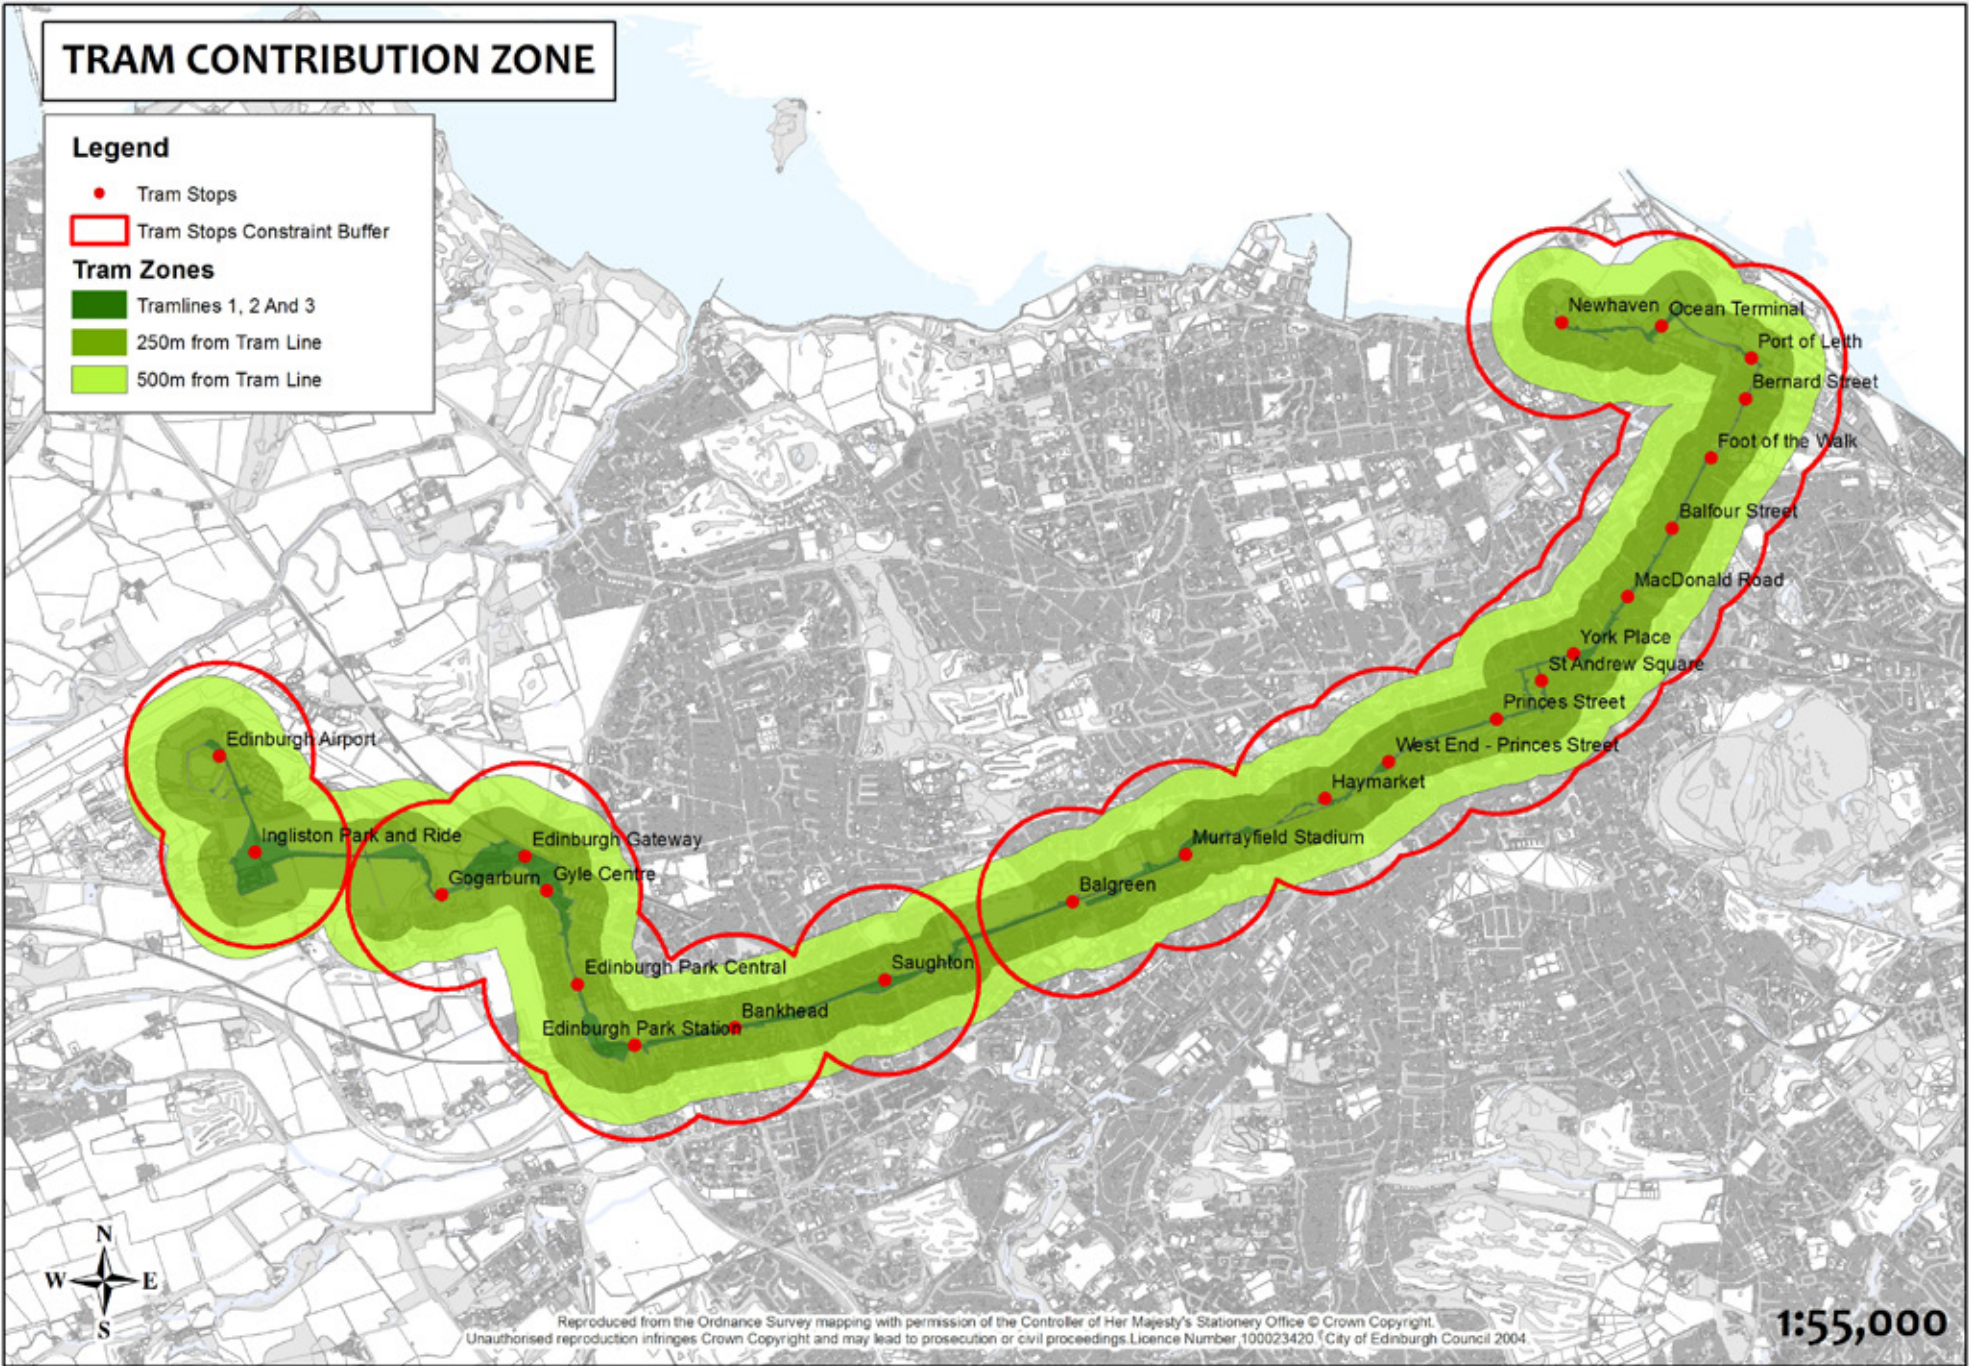 TRAM CONTRIBUTION ZONE
Legend
Tram Stops
Tram Stops Constraint Buffer
Tram Zones
Tramlines 1, 2 And 3
250m from Tram Line
500m from Tram Line
Newhaven
Ocean Terminal
Port of Leith
Bernard Street
Foot of the Walk
Balfour Street
MacDonald Road
York Place
St Andrew Square
Princes Street
West End - Princes Street
Haymarket
Murrayfield Stadium
Balgreen
Saughton
Bankhead
Edinburgh Park Station
Edinburgh Park Central
Gyle Centre
Edinburgh Gateway
Gogarburn
Ingliston Park and Ride
Edinburgh Airport
N
W E
S
Reproduced from the Ordnance Survey mapping with permission of the Controller of Her Majesty's Stationery Office © Crown Copyright.
Unauthorised reproduction infringes Crown Copyright and may lead to prosecution or civil proceedings.Licence Number 100023420 City of Edinburgh Council 2004.
1:55,000